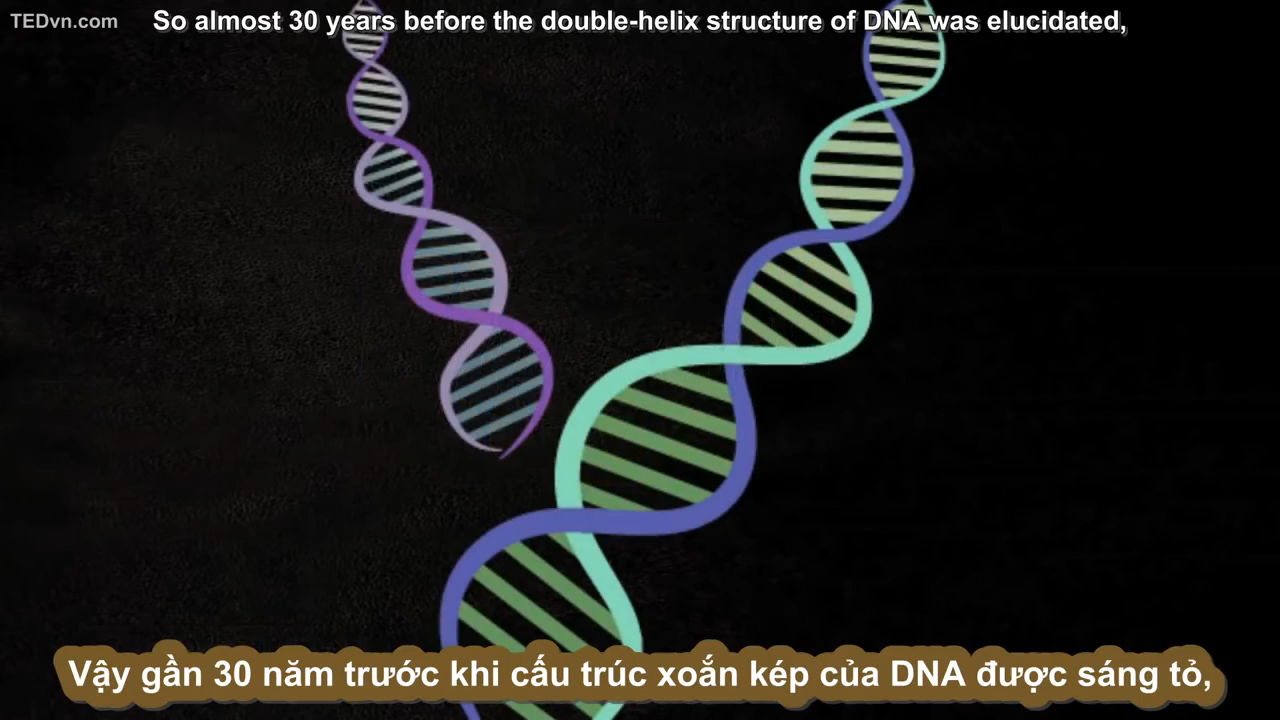 TEDvn.com
So almost 30 years before the double-helix structure of DNA was elucidated,
Vậy gần 30 năm trước khi cấu trúc xoắn kép của DNA được sáng tỏ,